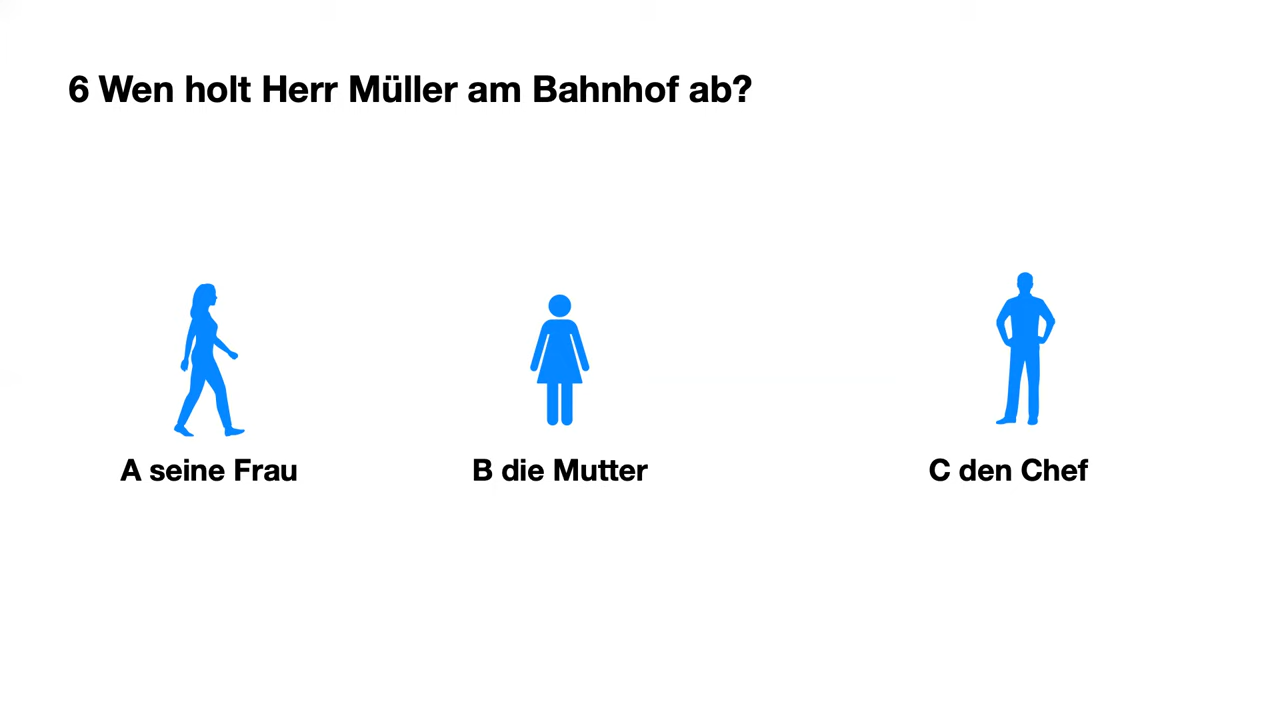 6 Wen holt Herr Müller am Bahnhof ab?
A seine Frau
B die Mutter
C den Chef